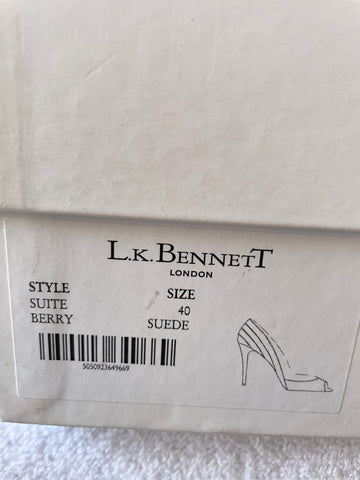 L.K.BENNETT
LONDON
STYLE SIZE
SUITE 40
BERRY SUEDE
5050923649669